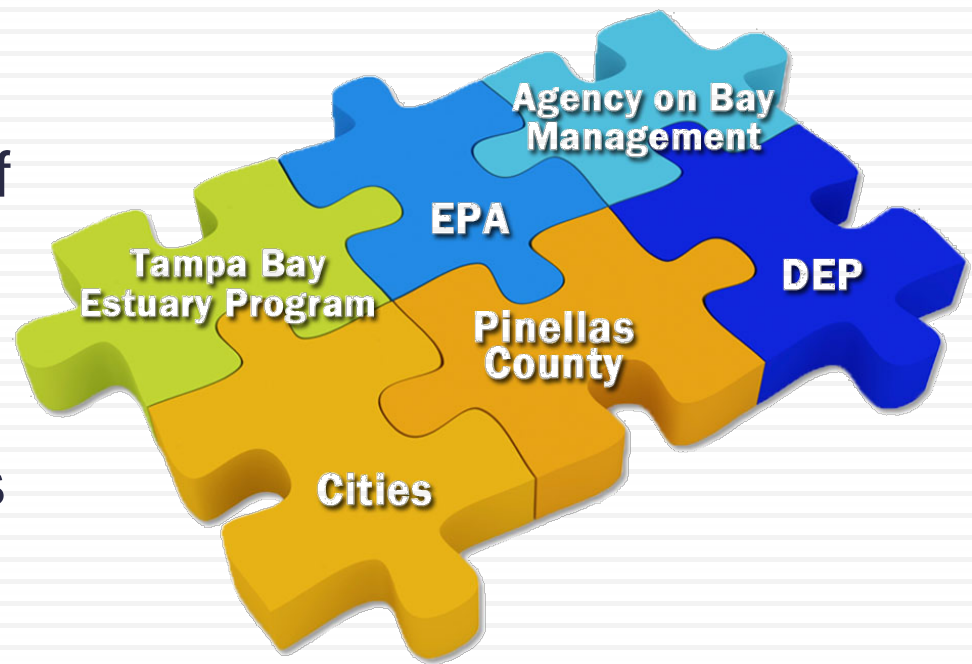 f
s
Agency on Bay
Management
EPA
DEP
Tampa Bay
Estuary Program
Pinellas
County
Cities